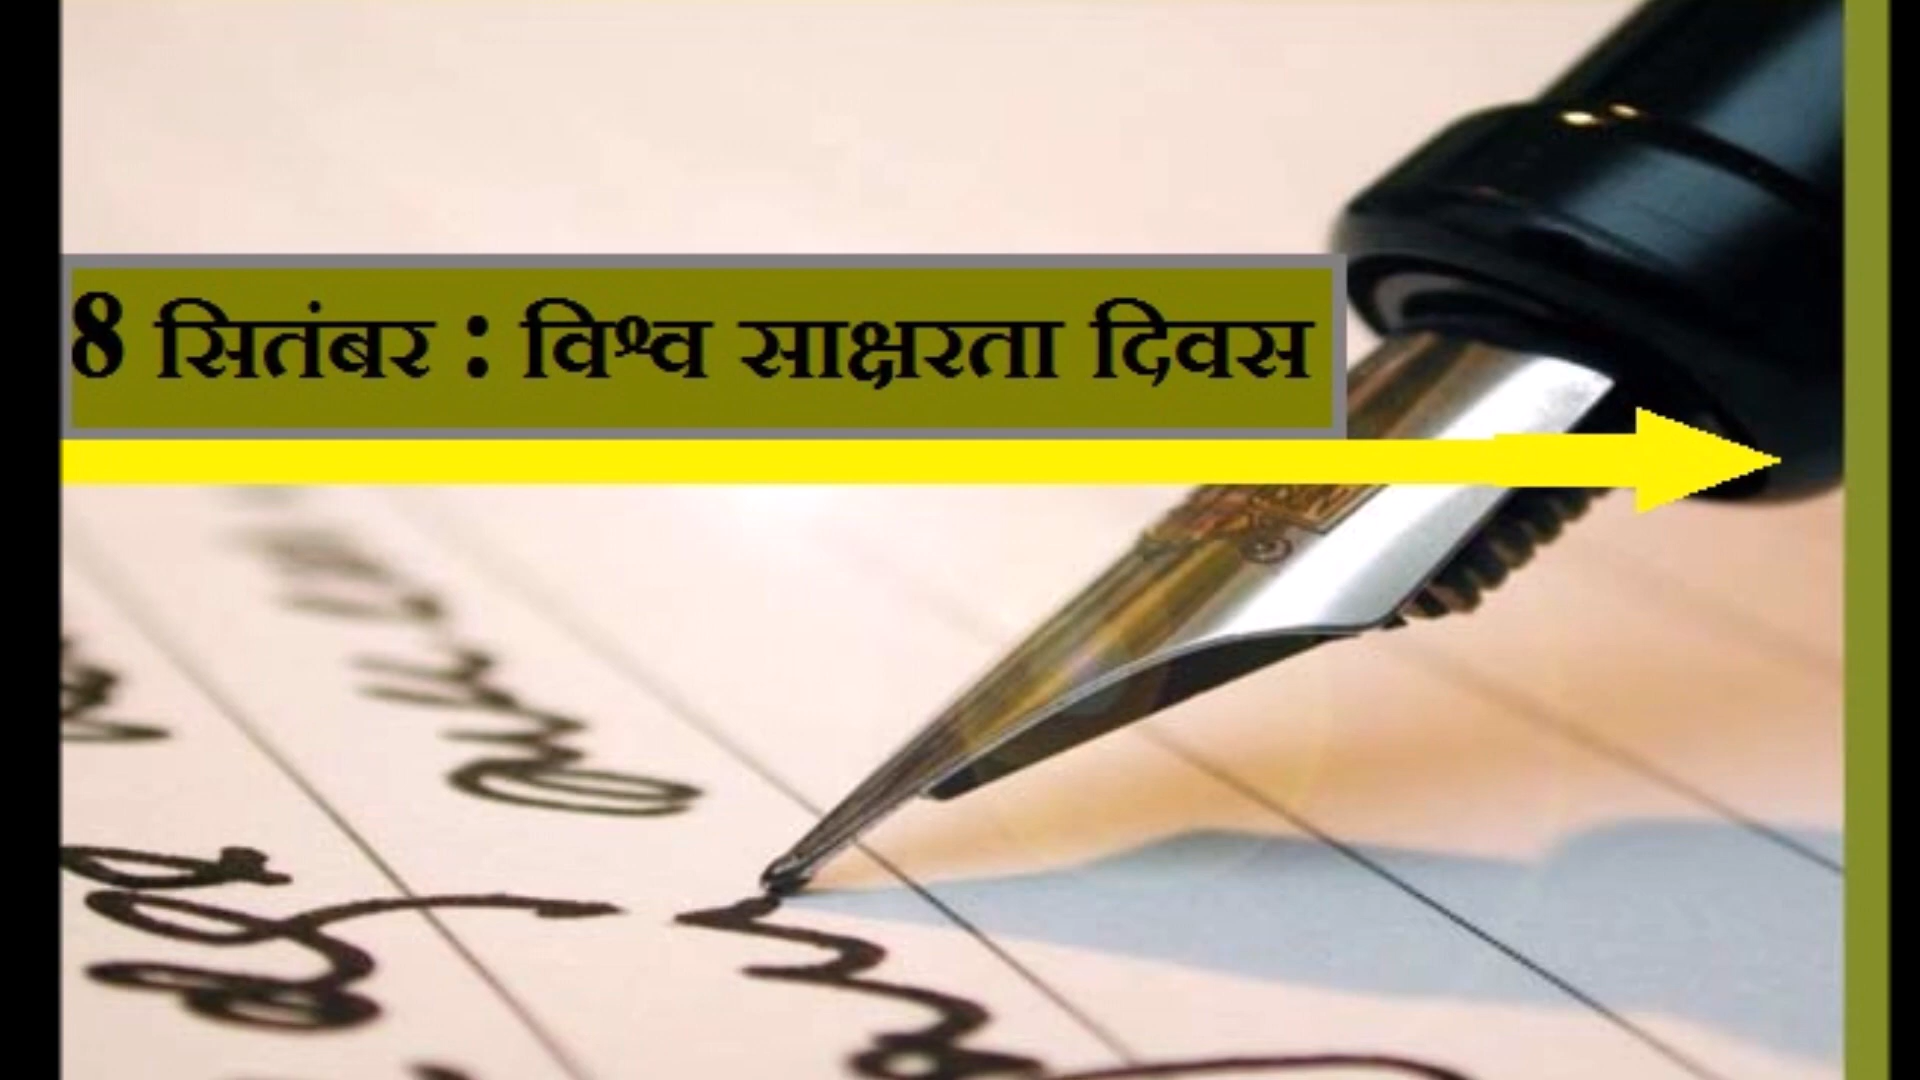 8 सितंबर : विश्व साक्षरता दिवस